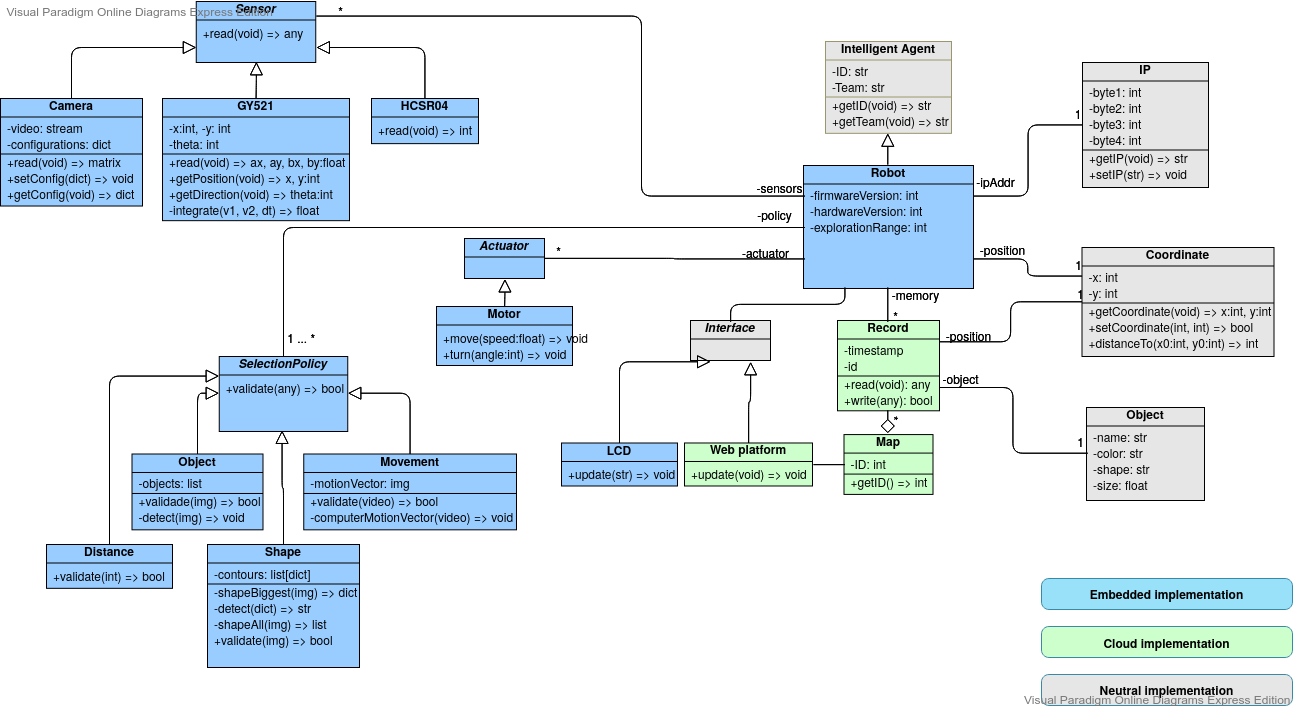 Visual Paradigm Online Diagrams Express Edition
Sensor
+read(void) => any
*
Camera
-video: stream
-configurations: dict
+read(void) => matrix
+setConfig(dict) => void
+getConfig(void) => dict
GY521
-x:int, -y: int
-theta: int
+read(void) => ax, ay, bx, by:float
+getPosition(void) => x, y:int
+getDirection(void) => theta:int
-integrate(v1, v2, dt) => float
HCSR04
+read(void) => int
Intelligent Agent
-ID: str
-Team: str
+getID(void) => str
+getTeam(void) => str
IP
-byte1: int
-byte2: int
-byte3: int
-byte4: int
+getIP(void) => str
+setIP(str) => void
1
-ipAddr
-sensors
-policy
-actuator
Robot
-firmwareVersion: int
-hardwareVersion: int
-explorationRange: int
-position
1
1
Coordinate
-x: int
-y: int
+getCoordinate(void) => x:int, y:int
+setCoordinate(int, int) => bool
+distanceTo(x0:int, y0:int) => int
Actuator
*
Motor
+move(speed:float) => void
+turn(angle:int) => void
-memory
*
Interface
Record
-timestamp
-id
+read(void): any
+write(any): bool
-position
-object
*
1 ... *
SelectionPolicy
+validate(any) => bool
LCD
+update(str) => void
Web platform
+update(void) => void
Map
-ID: int
+getID() => int
1
Object
-name: str
-color: str
-shape: str
-size: float
Object
-objects: list
+validade(img) => bool
-detect(img) => void
Movement
-motionVector: img
+validate(video) => bool
-computerMotionVector(video) => void
Distance
+validate(int) => bool
Shape
-contours: list[dict]
-shapeBiggest(img) => dict
-detect(dict) => str
-shapeAll(img) => list
+validate(img) => bool
Embedded implementation
Cloud implementation
Neutral implementation
Visual Paradigm Online Diagrams Express Edition